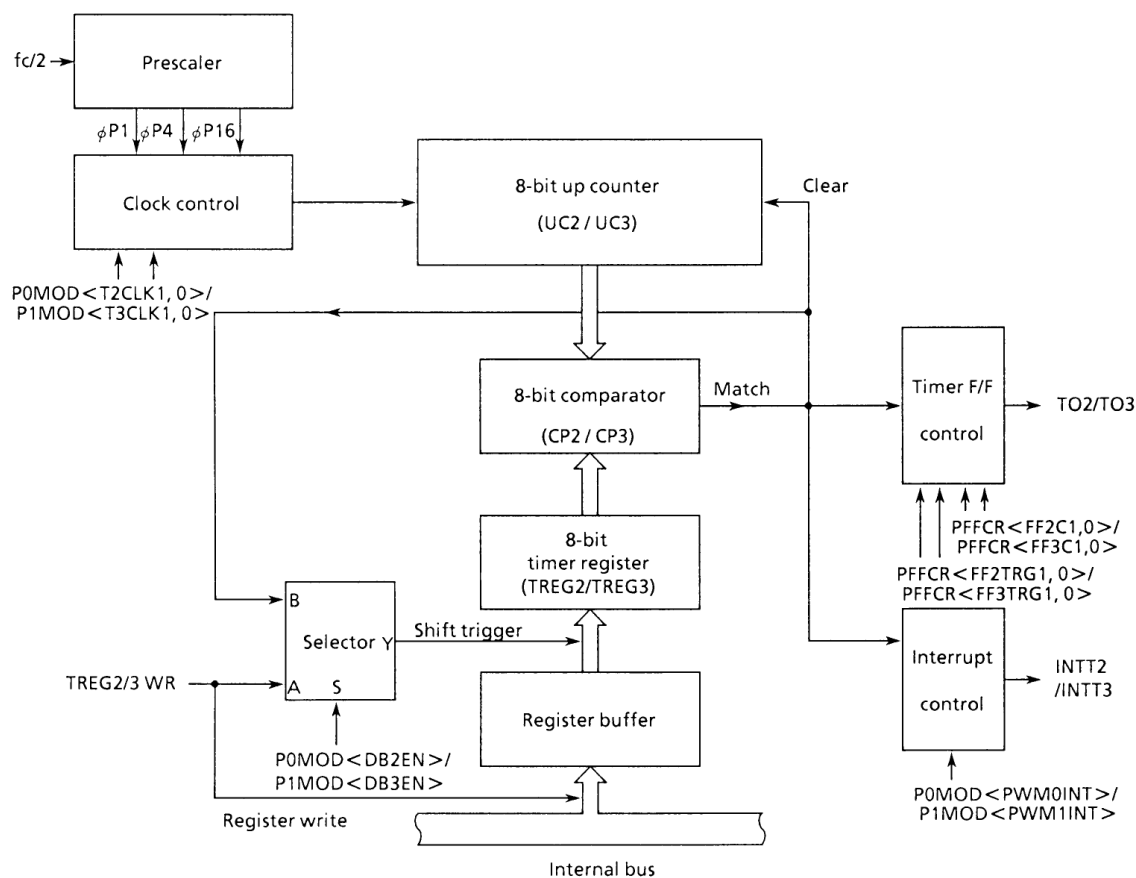 fc/2
Prescaler
ϕP1 ϕP4 ϕP16
Clock control
P0MOD<T2CLK1, 0>/
P1MOD<T3CLK1, 0>
8-bit up counter
(UC2 / UC3)
Clear
8-bit comparator
(CP2 / CP3)
Match
Timer F/F
control
TO2/TO3
PFFCR<FF2C1,0>/
PFFCR<FF3C1,0>
PFFCR<FF2TRG1, 0>/
PFFCR<FF3TRG1, 0>
8-bit
timer register
(TREG2/TREG3)
B
Selector Y
A S
Shift trigger
TREG2/3 WR
P0MOD<DB2EN>/
P1MOD<DB3EN>
Register buffer
Register write
Internal bus
Interrupt
control
INTT2
/INTT3
P0MOD<PWM0INT>/
P1MOD<PWM1INT>